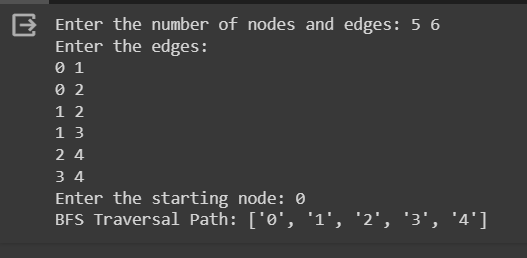 Enter the number of nodes and edges: 5 6
Enter the edges:
0 1
0 2
1 2
1 3
2 4
3 4
Enter the starting node: 0
BFS Traversal Path: ['0', '1', '2', '3', '4']